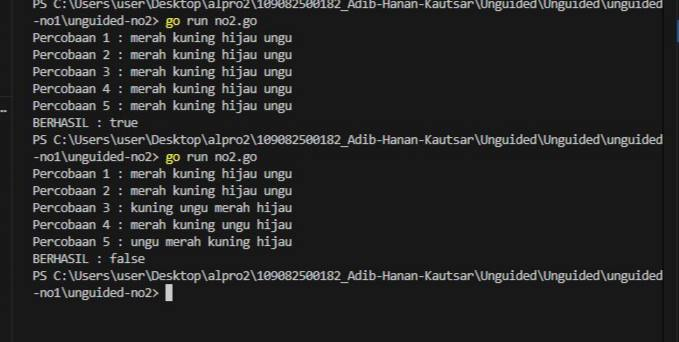 PS C:\Users\user\Desktop\alpro2\109082500182_Adib-Hanan-Kautsar\Unguided\Unguided\unguided
-no1\unguided-no2> go run no2.go
Percobaan 1 : merah kuning hijau ungu
Percobaan 2 : merah kuning hijau ungu
Percobaan 3 : merah kuning hijau ungu
Percobaan 4 : merah kuning hijau ungu
Percobaan 5 : merah kuning hijau ungu
BERHASIL : true
PS C:\Users\user\Desktop\alpro2\109082500182_Adib-Hanan-Kautsar\Unguided\Unguided\unguided
-no1\unguided-no2> go run no2.go
Percobaan 1 : merah kuning hijau ungu
Percobaan 2 : merah kuning hijau ungu
Percobaan 3 : kuning ungu merah hijau
Percobaan 4 : merah kuning ungu hijau
Percobaan 5 : ungu merah kuning hijau
BERHASIL : false
PS C:\Users\user\Desktop\alpro2\109082500182_Adib-Hanan-Kautsar\Unguided\Unguided\unguided
-no1\unguided-no2>